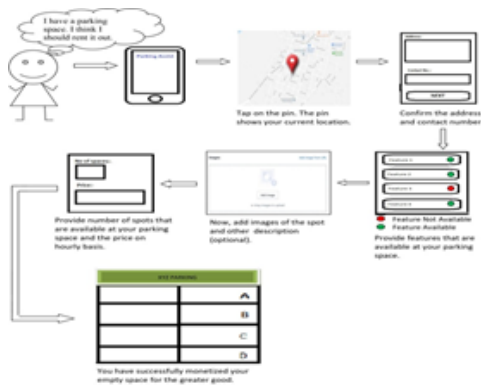 I have a parking
space. I think I
should rent it out.
Parking Assist
Tap on the pin. The pin
shows your current location.
Address:
Contact No.:
NEXT
Confirm the address
and contact number
Feature 1
Feature 2
Feature 3
Feature 4
Feature Not Available
Feature Available
Provide features that are
available at your parking
space.
Now, add images of the spot
and other description
(optional).
No of spaces:
Price:
Provide number of spots that
are available at your parking
space and the price on
hourly basis.
XYZ PARKING
A
B
C
D
You have successfully monetized your
empty space for the greater good.